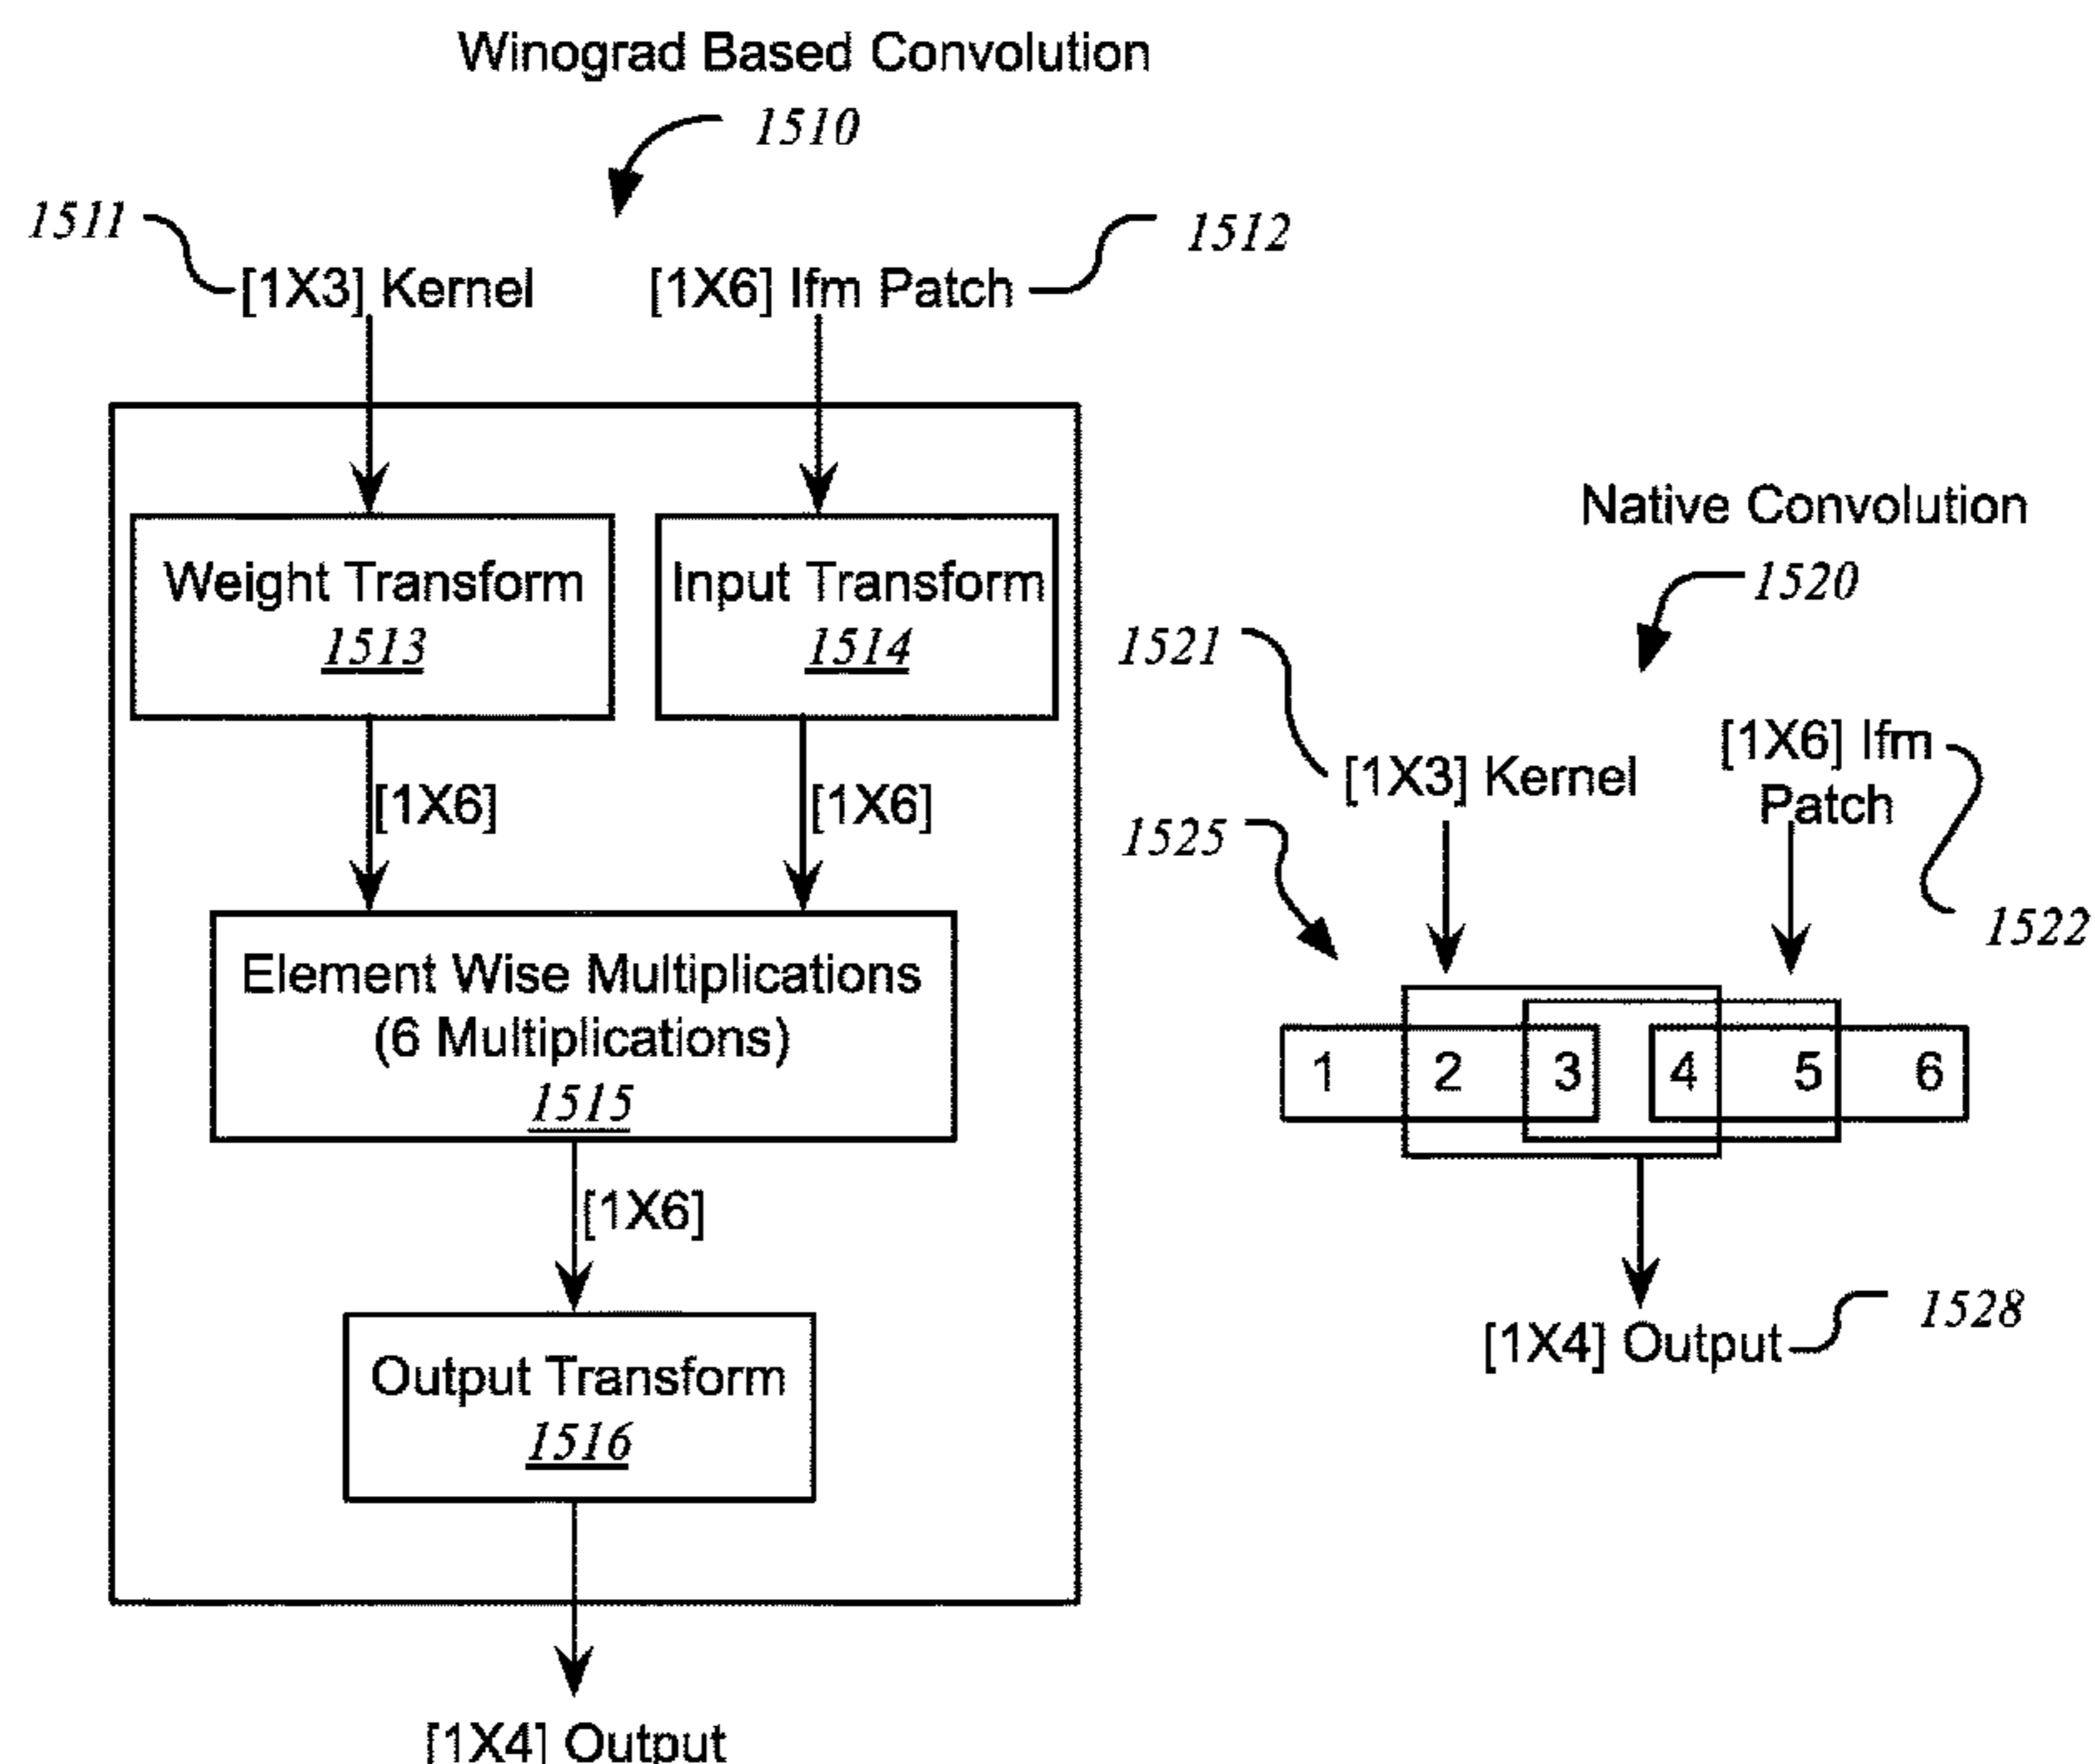 Winograd Based Convolution
1510
1511
1512
[1X3] Kernel
[1X6] Ifm Patch
Weight Transform
1513
Input Transform
1514
[1X6]
[1X6]
Element Wise Multiplications
(6 Multiplications)
1515
[1X6]
Output Transform
1516
[1X4] Output
Native Convolution
1520
1521
[1X3] Kernel
[1X6] Ifm
Patch
1522
1525
1 2 3 4 5 6
[1X4] Output
1528